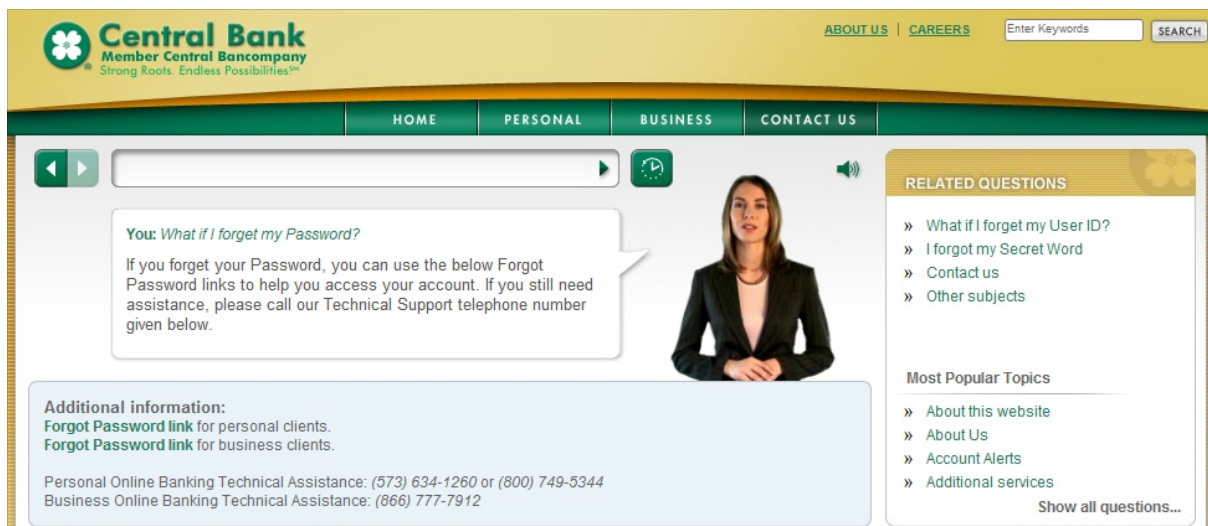 Central Bank
Member Central Bancompany
Strong Roots. Endless Possibilities℠
ABOUT US | CAREERS
Enter Keywords
SEARCH
HOME
PERSONAL
BUSINESS
CONTACT US
You: What if I forget my Password?
If you forget your Password, you can use the below Forgot
Password links to help you access your account. If you still need
assistance, please call our Technical Support telephone number
given below.
Additional information:
Forgot Password link for personal clients.
Forgot Password link for business clients.
Personal Online Banking Technical Assistance: (573) 634-1260 or (800) 749-5344
Business Online Banking Technical Assistance: (866) 777-7912
RELATED QUESTIONS
» What if I forget my User ID?
» I forgot my Secret Word
» Contact us
» Other subjects
Most Popular Topics
» About this website
» About Us
» Account Alerts
» Additional services
Show all questions...